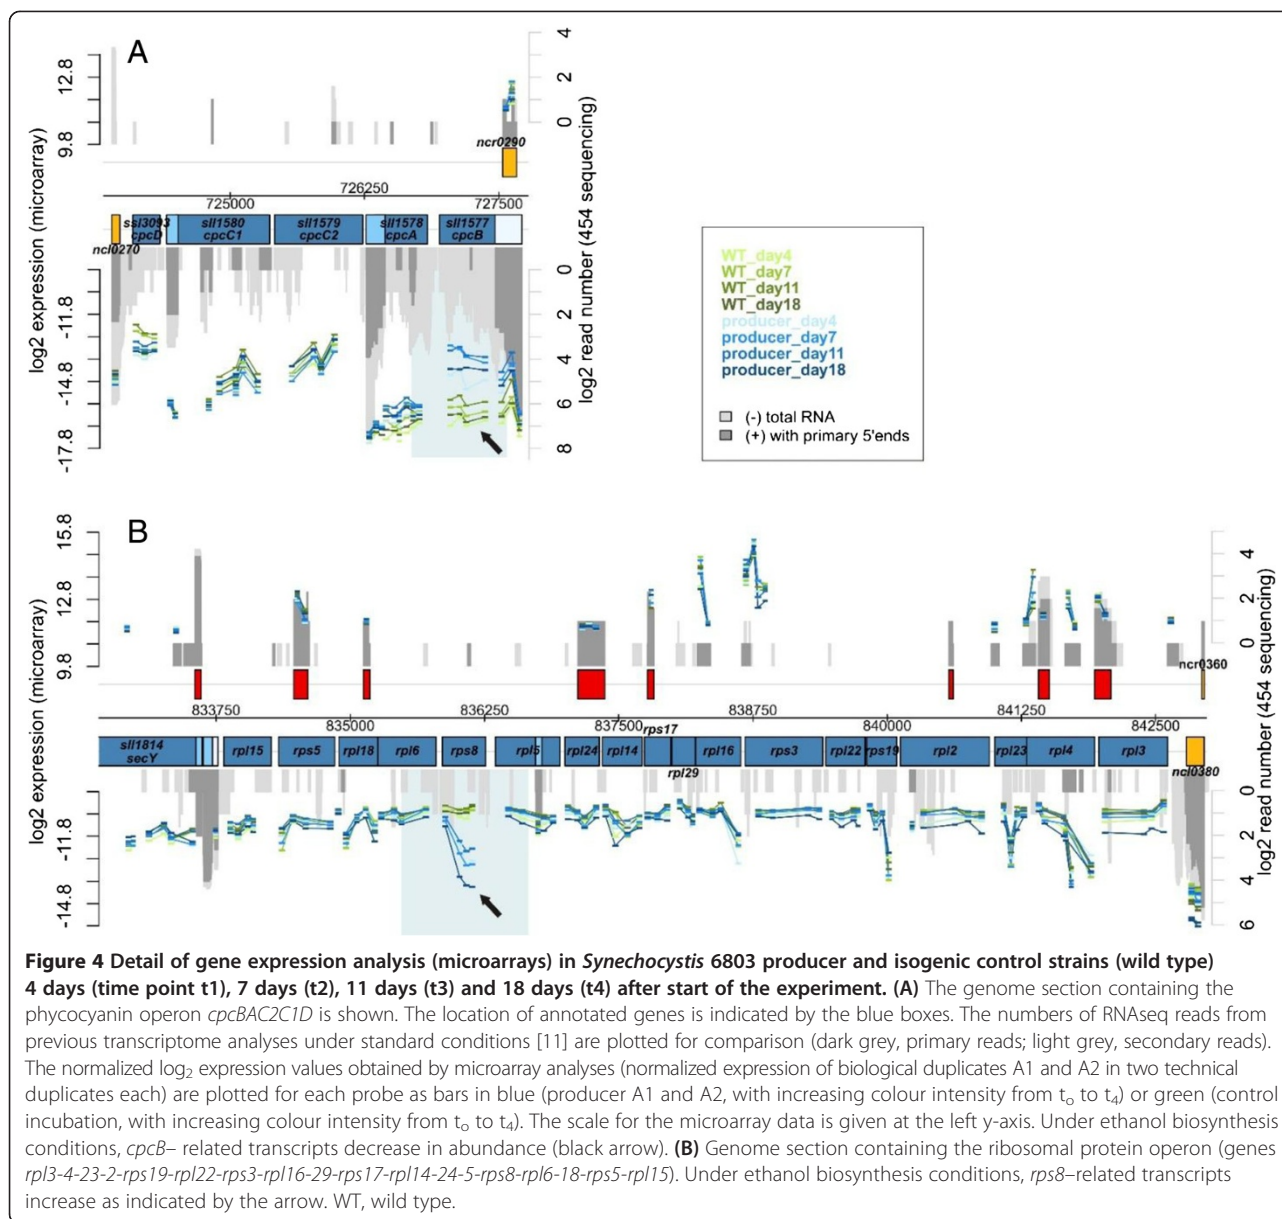 A
log2 expression (microarray)
12.8
9.8
4
2
0
ncr0290
725000
726250
727500
ssl3093
cpcD
sll1580
cpcC1
sll1579
cpcC2
sll1578
cpcA
sll1577
cpcB
ncl0270
-11.8
-14.8
-17.8
0
2
4
6
8
log2 read number (454 sequencing)
WT_day4
WT_day7
WT_day11
WT_day18
producer_day4
producer_day7
producer_day11
producer_day18
(-) total RNA
(+) with primary 5'ends
B
log2 expression (microarray)
15.8
12.8
9.8
4
2
0
ncr0360
833750
835000
836250
837500
838750
840000
841250
842500
rps17
sll1814
secY
rpl15
rps5
rpl18
rpl6
rps8
rpl5
rpl24
rpl14
rpl16
rps3
rpl22
rps19
rpl2
rpl23
rpl4
rpl3
rpl29
ncl0380
-11.8
-14.8
0
2
4
6
log2 read number (454 sequencing)
Figure 4 Detail of gene expression analysis (microarrays) in Synechocystis 6803 producer and isogenic control strains (wild type)
4 days (time point t1), 7 days (t2), 11 days (t3) and 18 days (t4) after start of the experiment. (A) The genome section containing the
phycocyanin operon cpcBAC2C1D is shown. The location of annotated genes is indicated by the blue boxes. The numbers of RNAseq reads from
previous transcriptome analyses under standard conditions [11] are plotted for comparison (dark grey, primary reads; light grey, secondary reads).
The normalized log2 expression values obtained by microarray analyses (normalized expression of biological duplicates A1 and A2 in two technical
duplicates each) are plotted for each probe as bars in blue (producer A1 and A2, with increasing colour intensity from to to t4) or green (control
incubation, with increasing colour intensity from to to t4). The scale for the microarray data is given at the left y-axis. Under ethanol biosynthesis
conditions, cpcB– related transcripts decrease in abundance (black arrow). (B) Genome section containing the ribosomal protein operon (genes
rpl3-4-23-2-rps19-rpl22-rps3-rpl16-29-rps17-rpl14-24-5-rps8-rpl6-18-rps5-rpl15). Under ethanol biosynthesis conditions, rps8–related transcripts
increase as indicated by the arrow. WT, wild type.